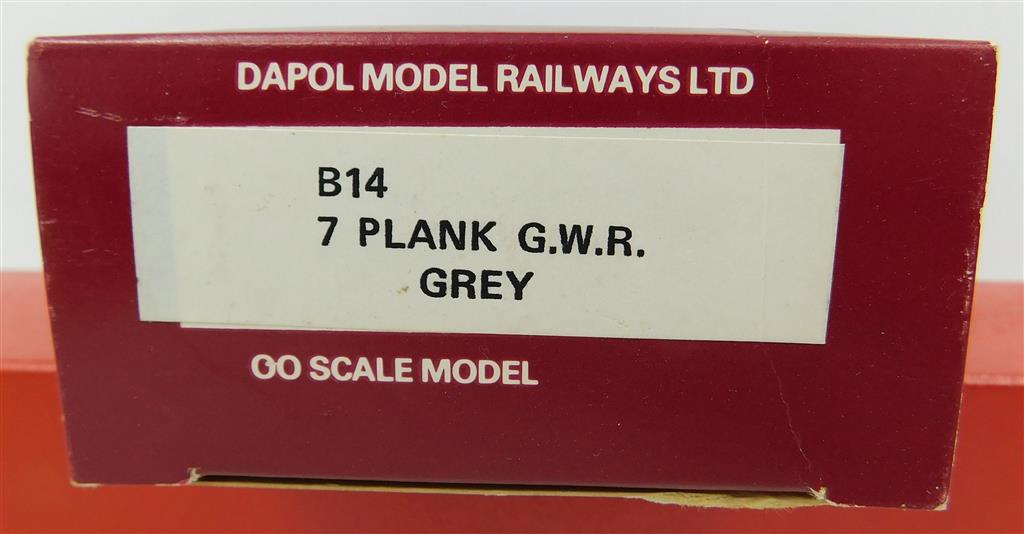 DAPOL MODEL RAILWAYS LTD
B14
7 PLANK G.W.R.
GREY
OO SCALE MODEL